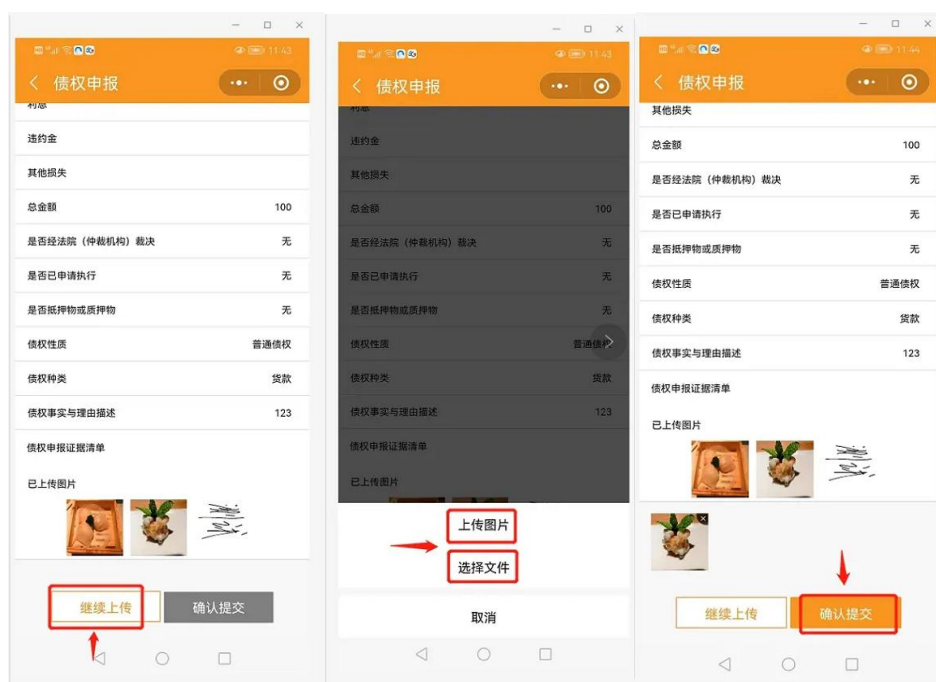 11:43
债权申报
利息
违约金
其他损失
总金额 100
是否经法院（仲裁机构）裁决 无
是否已申请执行 无
是否抵押物或质押物 无
债权性质 普通债权
债权种类 货款
债权事实与理由描述 123
债权申报证据清单
已上传图片
继续上传 确认提交
11:43
债权申报
利息
违约金
其他损失
总金额 100
是否经法院（仲裁机构）裁决 无
是否已申请执行 无
是否抵押物或质押物 无
债权性质 普通债权
债权种类 货款
债权事实与理由描述 123
债权申报证据清单
已上传图片
上传图片
选择文件
取消
11:44
债权申报
其他损失
总金额 100
是否经法院（仲裁机构）裁决 无
是否已申请执行 无
是否抵押物或质押物 无
债权性质 普通债权
债权种类 货款
债权事实与理由描述 123
债权申报证据清单
已上传图片
继续上传 确认提交